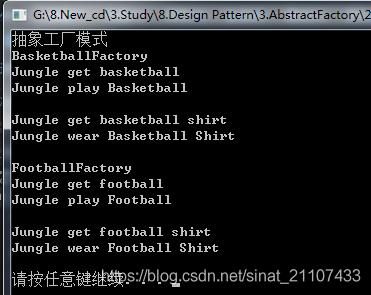 G:\8.New_cd\3.Study\8.Design Pattern\3.AbstractFactory\2
抽象工厂模式
BasketballFactory
Jungle get basketball
Jungle play Basketball
Jungle get basketball shirt
Jungle wear Basketball Shirt
FootballFactory
Jungle get football
Jungle play Football
Jungle get football shirt
Jungle wear Football Shirt
请按任意键继续. . .
https://blog.csdn.net/sinat_21107433